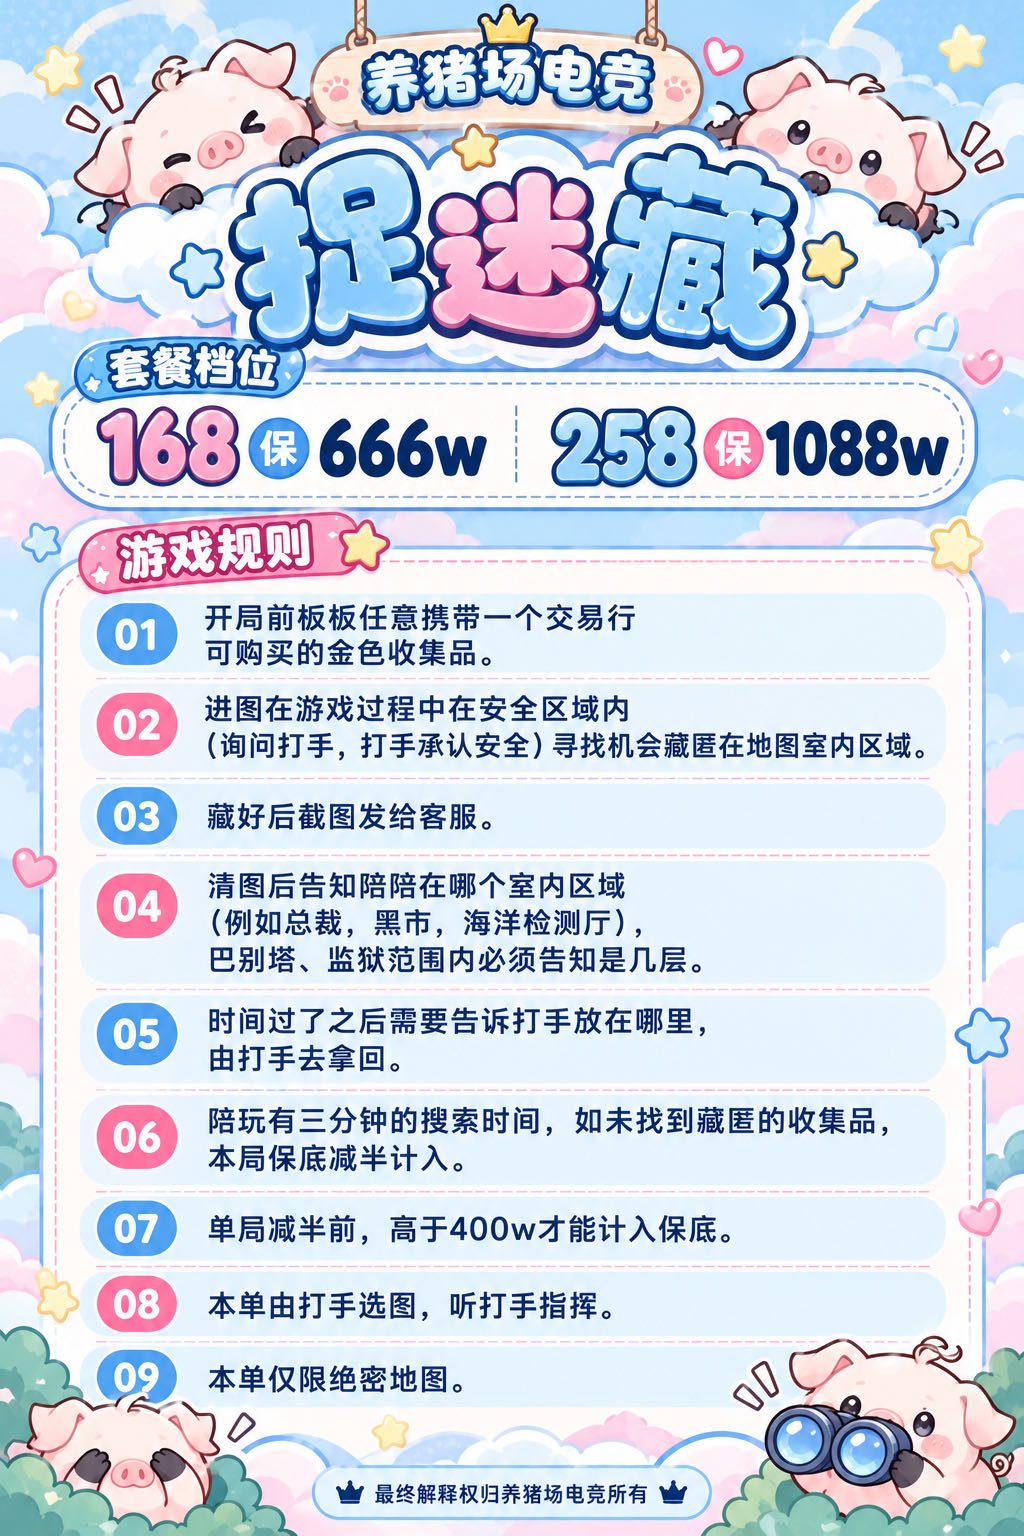 养猪场电竞
捉迷藏
套餐档位
168 保 666w
258 保 1088w
游戏规则
01
开局前板板任意携带一个交易行
可购买的金色收集品。
02
进图在游戏过程中在安全区域内
(询问打手，打手承认安全) 寻找机会藏匿在地图室内区域。
03
藏好后截图发给客服。
04
清图后告知陪陪在哪个室内区域
(例如总裁，黑市，海洋检测厅)，
巴别塔、监狱范围内必须告知是几层。
05
时间过了之后需要告诉打手放在哪里，
由打手去拿回。
06
陪玩有三分钟的搜索时间，如未找到藏匿的收集品，
本局保底减半计入。
07
单局减半前，高于400w才能计入保底。
08
本单由打手选图，听打手指挥。
09
本单仅限绝密地图。
最终解释权归养猪场电竞所有